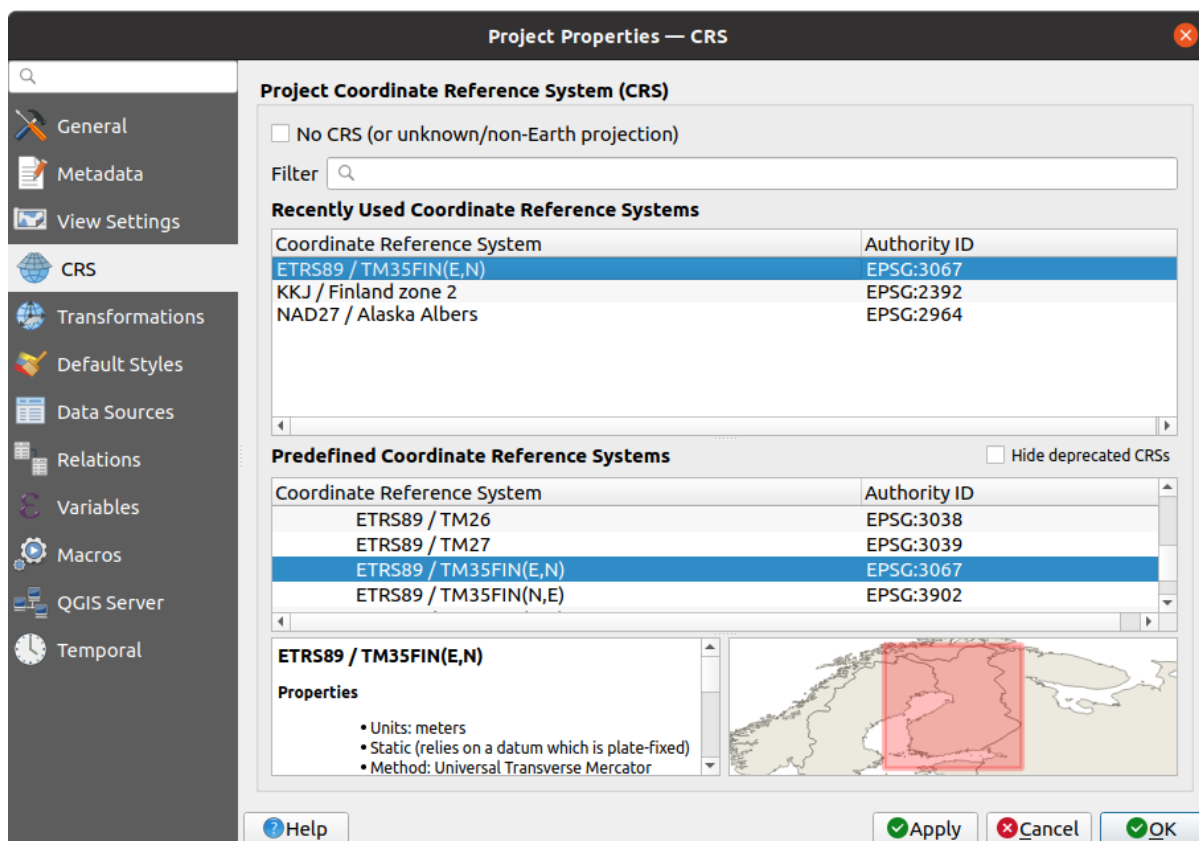 Project Properties — CRS
General
Metadata
View Settings
CRS
Transformations
Default Styles
Data Sources
Relations
Variables
Macros
QGIS Server
Temporal
Project Coordinate Reference System (CRS)
No CRS (or unknown/non-Earth projection)
Filter
Recently Used Coordinate Reference Systems
Coordinate Reference System Authority ID
ETRS89 / TM35FIN(E,N) EPSG:3067
KKJ / Finland zone 2 EPSG:2392
NAD27 / Alaska Albers EPSG:2964
Predefined Coordinate Reference Systems Hide deprecated CRSs
Coordinate Reference System Authority ID
ETRS89 / TM26 EPSG:3038
ETRS89 / TM27 EPSG:3039
ETRS89 / TM35FIN(E,N) EPSG:3067
ETRS89 / TM35FIN(N,E) EPSG:3902
ETRS89 / TM35FIN(E,N)
Properties
• Units: meters
• Static (relies on a datum which is plate-fixed)
• Method: Universal Transverse Mercator
Help Apply Cancel OK